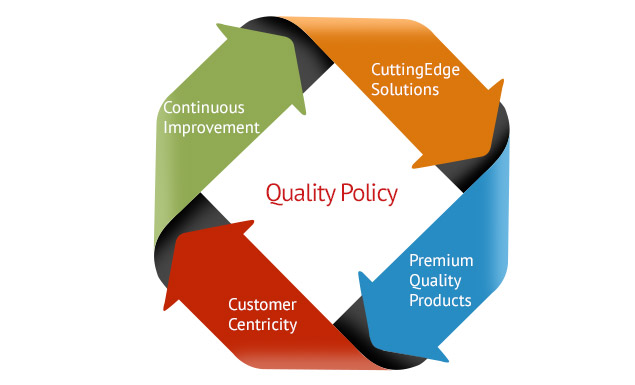 CuttingEdge
Solutions
Continuous
Improvement
Quality Policy
Premium
Quality
Products
Customer
Centricity